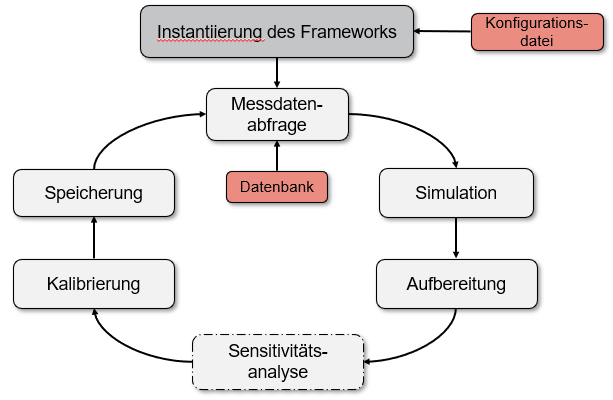 Instantiierung des Frameworks
Konfigurations-
datei
Messdaten-
abfrage
Datenbank
Speicherung
Simulation
Kalibrierung
Aufbereitung
Sensitivitäts-
analyse